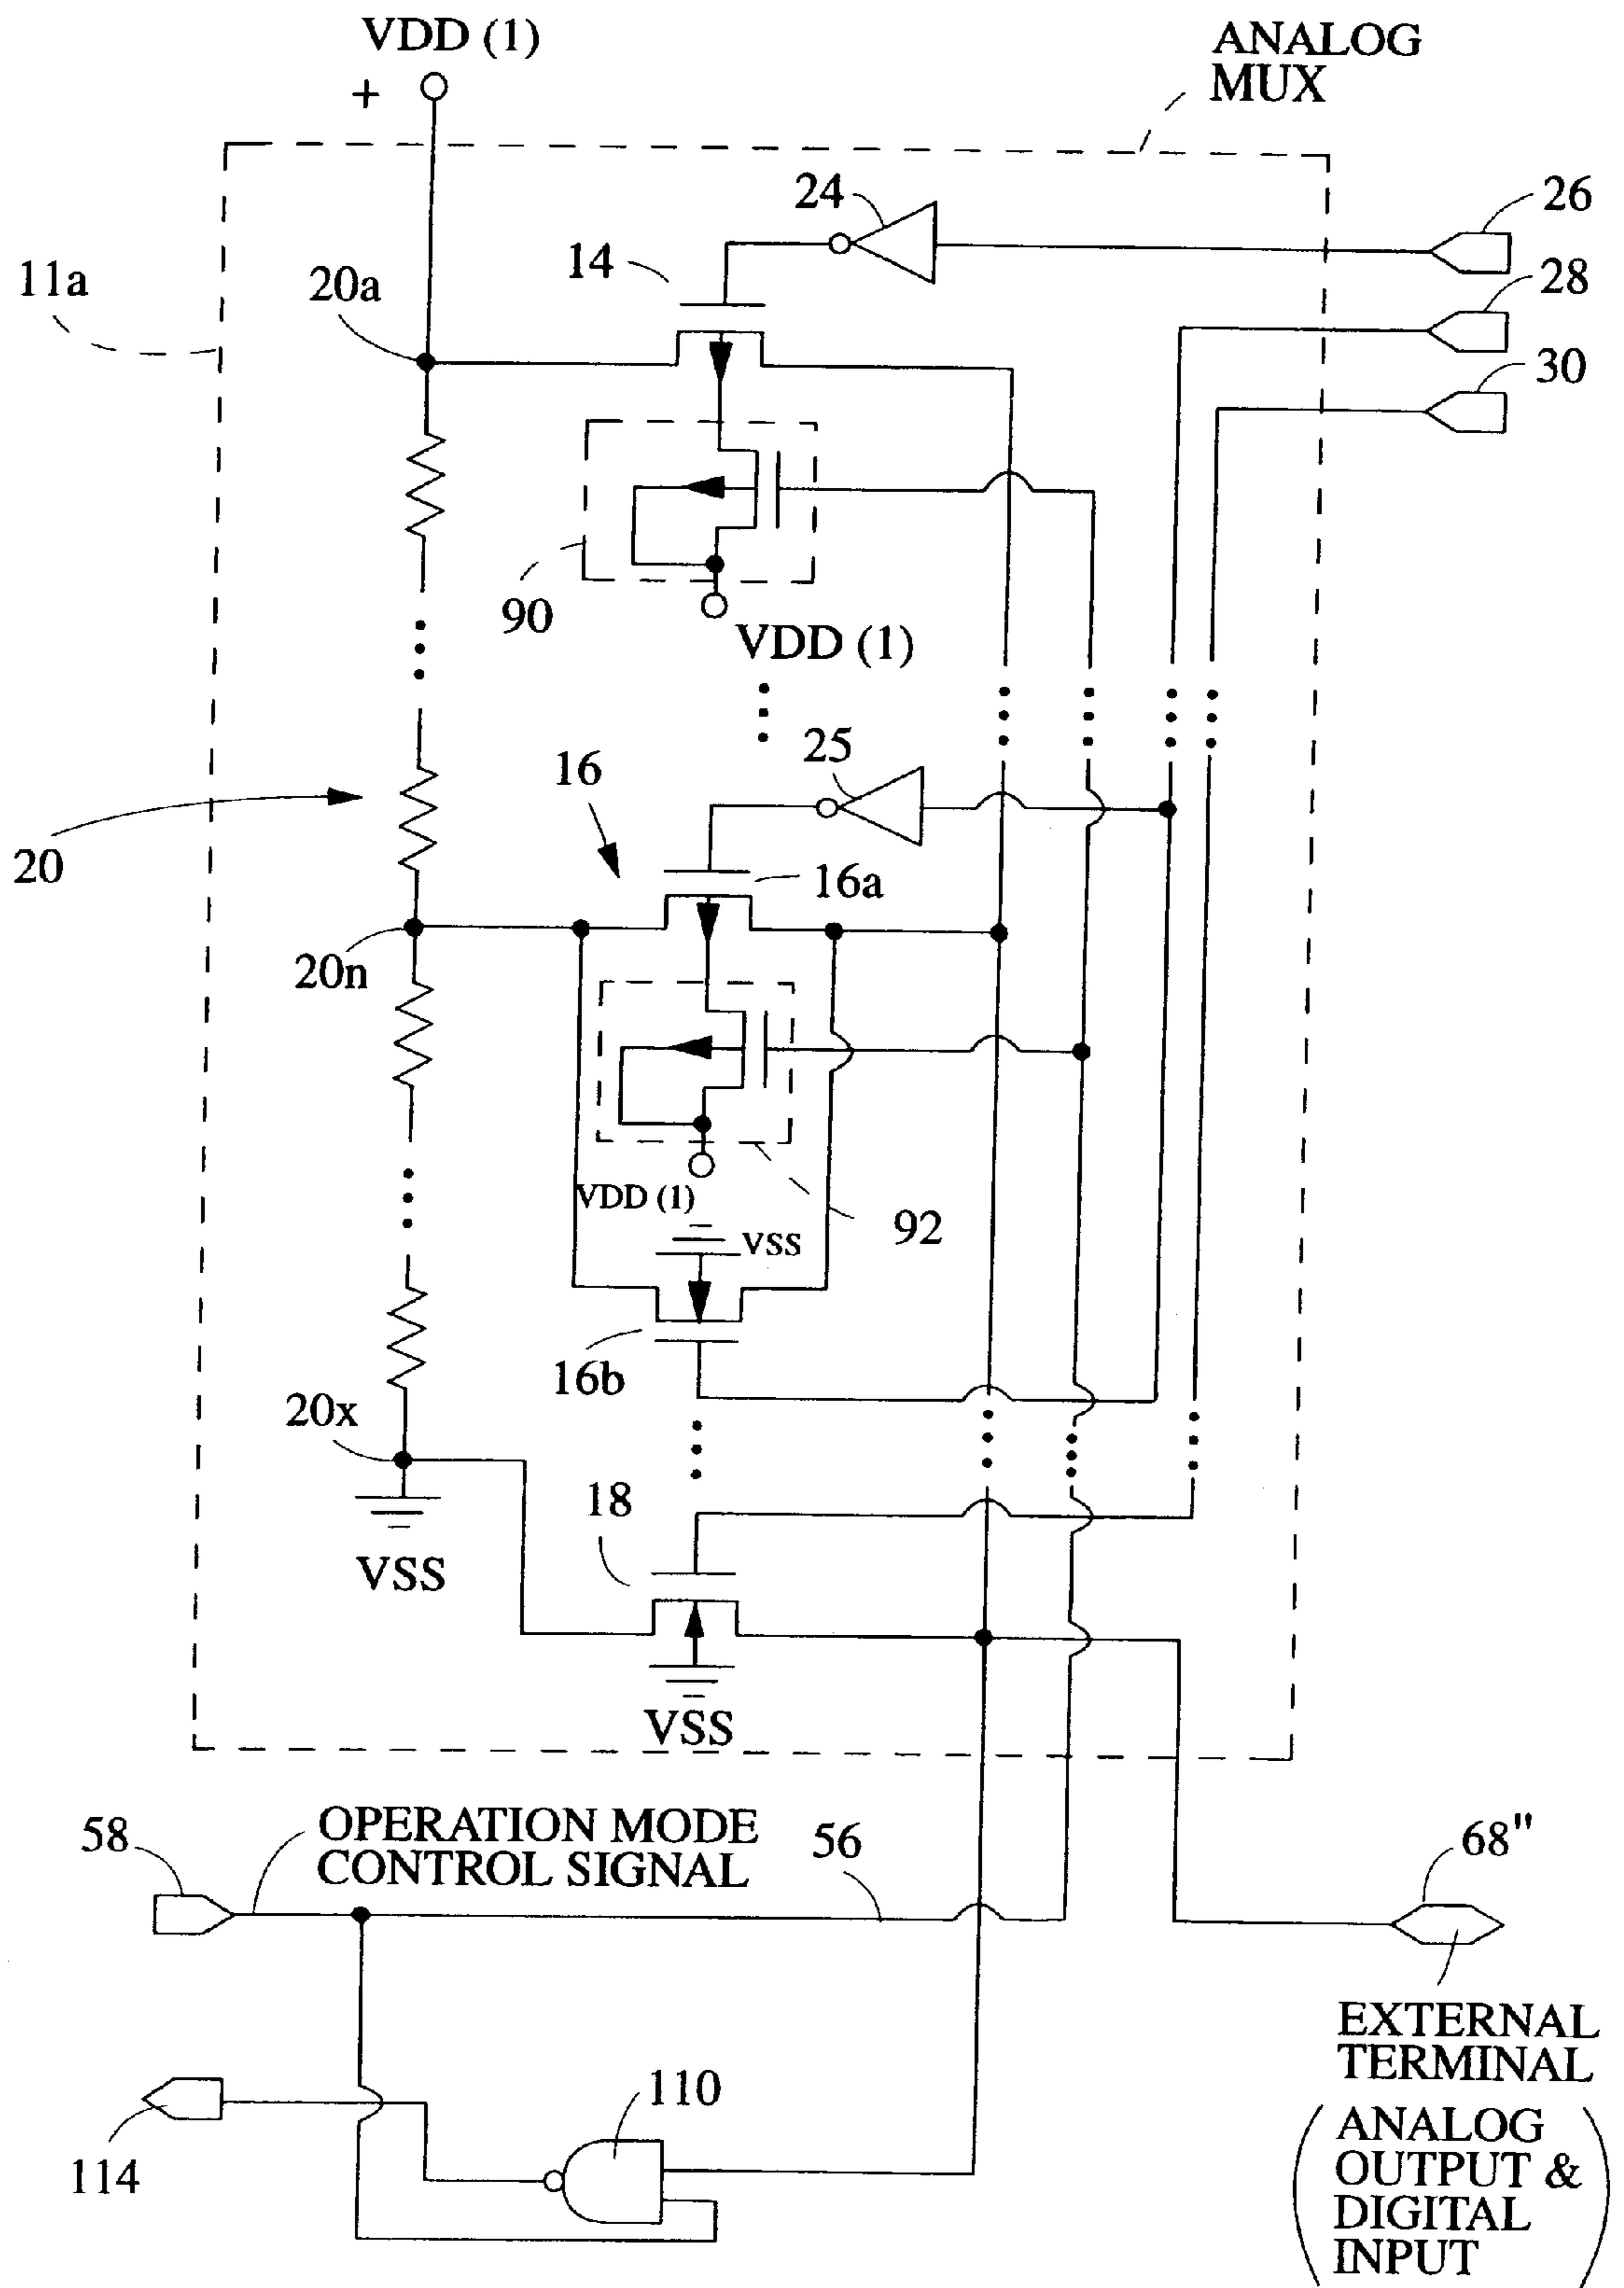 VDD (1)
+
ANALOG
MUX
24
26
14
28
11a
20a
30
90
VDD (1)
25
16
20
16a
20n
VDD (1)
92
VSS
16b
20x
18
VSS
VSS
58
OPERATION MODE
CONTROL SIGNAL
56
68"
EXTERNAL
TERMINAL
110
114
( ANALOG
OUTPUT &
DIGITAL
INPUT )